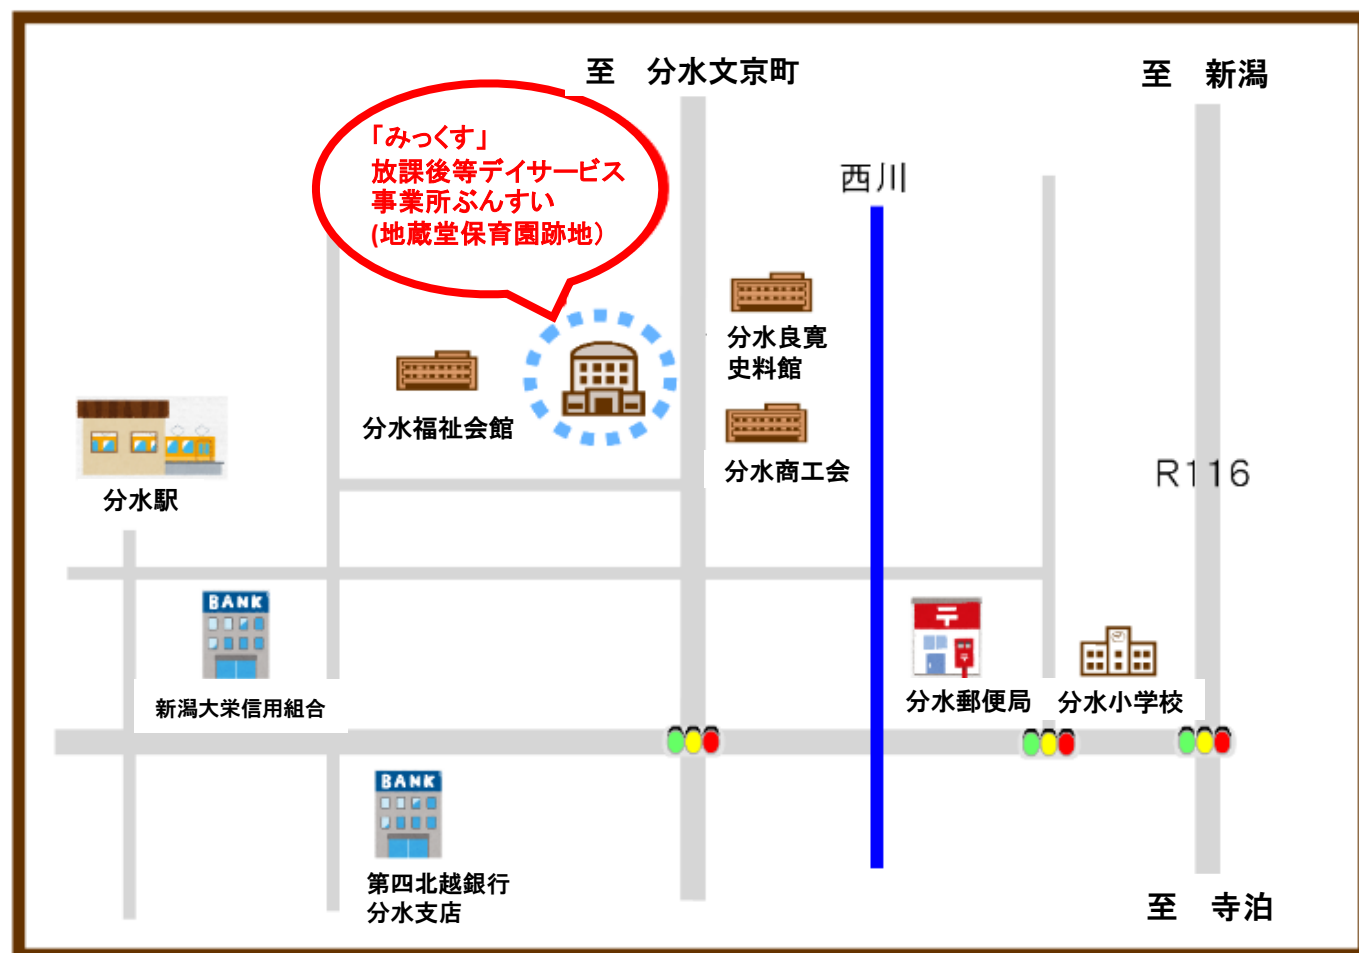 至　分水文京町
至　新潟
「みっくす」
放課後等デイサービス
事業所ぶんすい
(地蔵堂保育園跡地）
西川
分水良寛
史料館
分水福祉会館
分水商工会
R116
分水駅
BANK
新潟大栄信用組合
〒
〒
分水郵便局
分水小学校
BANK
第四北越銀行
分水支店
至　寺泊